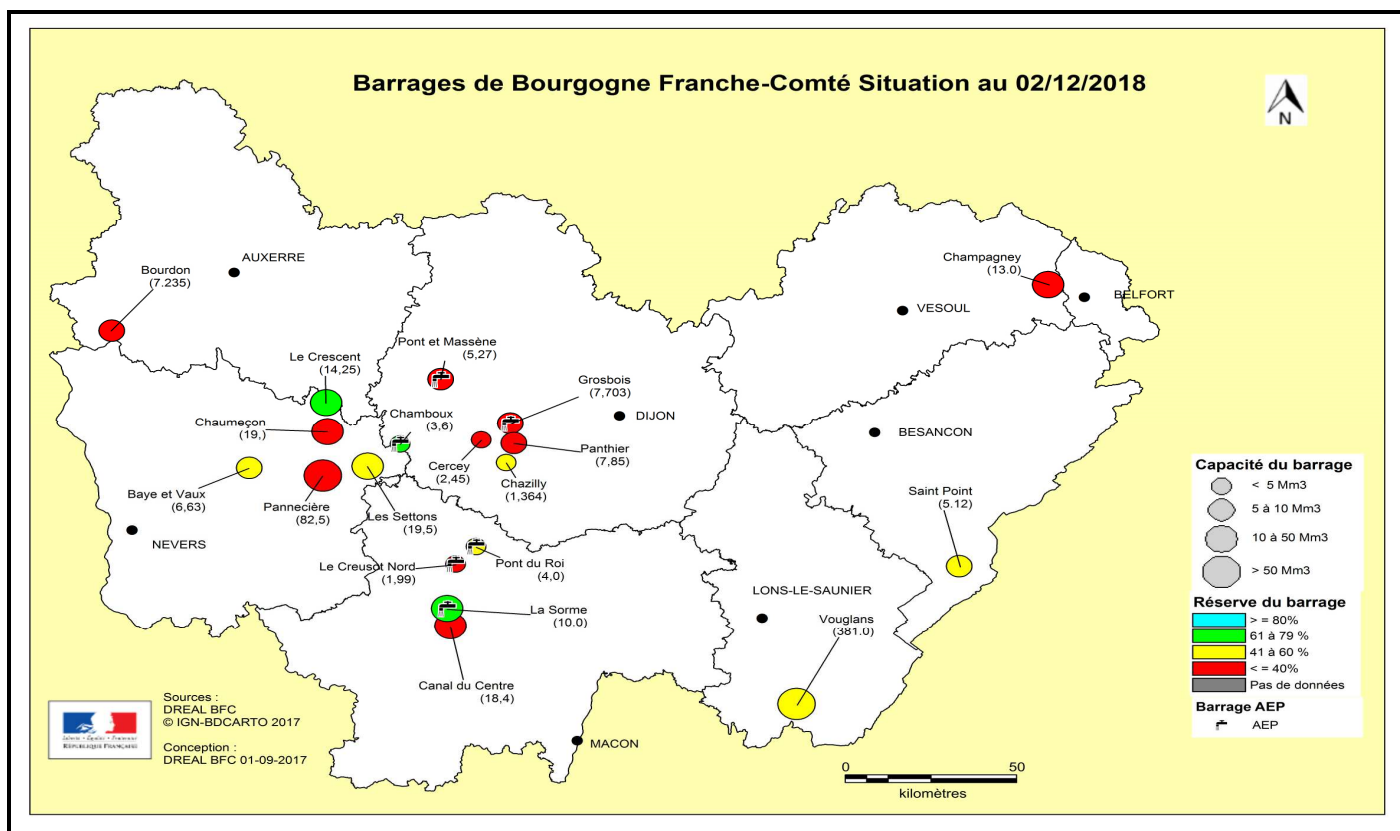 Barrages de Bourgogne Franche-Comté Situation au 02/12/2018
N
AUXERRE
Bourdon
(7.235)
Champagney
(13.0)
BELFORT
VESOUL
Le Crescent
(14,25)
Pont et Massène
(5,27)
Grosbois
(7,703)
Chaumeçon
(19,)
Chamboux
(3,6)
DIJON
BESANCON
Cercey
(2,45)
Panthier
(7,85)
Chazilly
(1,364)
Baye et Vaux
(6,63)
Pannecière
(82,5)
Les Settons
(19,5)
Saint Point
(5.12)
NEVERS
Le Creusot Nord
(1,99)
Pont du Roi
(4,0)
LONS-LE-SAUNIER
La Sorme
(10.0)
Vouglans
(381.0)
Canal du Centre
(18,4)
MACON
Capacité du barrage
< 5 Mm3
5 à 10 Mm3
10 à 50 Mm3
> 50 Mm3
Réserve du barrage
> = 80%
61 à 79 %
41 à 60 %
< = 40%
Pas de données
Barrage AEP
AEP
Liberté • Égalité • Fraternité
RÉPUBLIQUE FRANÇAISE
Sources :
DREAL BFC
© IGN-BDCARTO 2017
Conception :
DREAL BFC 01-09-2017
0 50
kilomètres